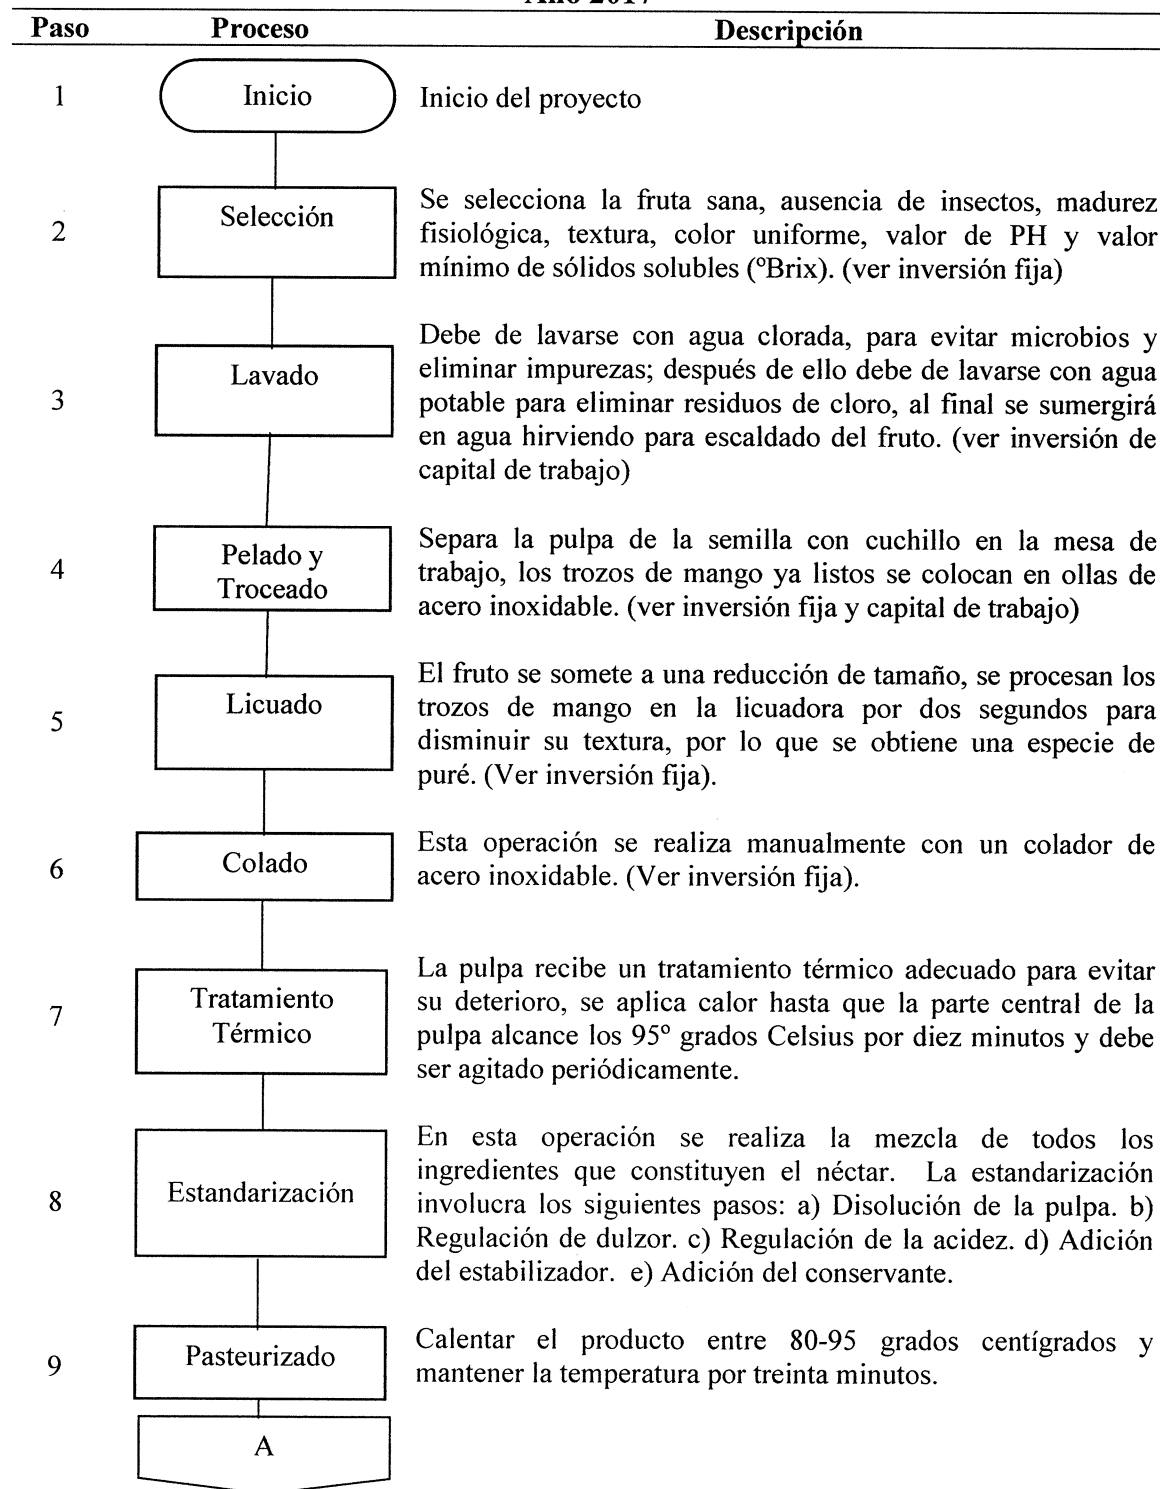 Año 2017
Paso Proceso Descripción
1 Inicio Inicio del proyecto
2 Selección Se selecciona la fruta sana, ausencia de insectos, madurez
fisiológica, textura, color uniforme, valor de PH y valor
mínimo de sólidos solubles (ºBrix). (ver inversión fija)
3 Lavado Debe de lavarse con agua clorada, para evitar microbios y
eliminar impurezas; después de ello debe de lavarse con agua
potable para eliminar residuos de cloro, al final se sumergirá
en agua hirviendo para escaldado del fruto. (ver inversión de
capital de trabajo)
4 Pelado y
Troceado
Separa la pulpa de la semilla con cuchillo en la mesa de
trabajo, los trozos de mango ya listos se colocan en ollas de
acero inoxidable. (ver inversión fija y capital de trabajo)
5 Licuado El fruto se somete a una reducción de tamaño, se procesan los
trozos de mango en la licuadora por dos segundos para
disminuir su textura, por lo que se obtiene una especie de
puré. (Ver inversión fija).
6 Colado Esta operación se realiza manualmente con un colador de
acero inoxidable. (Ver inversión fija).
7 Tratamiento
Térmico
La pulpa recibe un tratamiento térmico adecuado para evitar
su deterioro, se aplica calor hasta que la parte central de la
pulpa alcance los 95º grados Celsius por diez minutos y debe
ser agitado periódicamente.
8 Estandarización En esta operación se realiza la mezcla de todos los
ingredientes que constituyen el néctar. La estandarización
involucra los siguientes pasos: a) Disolución de la pulpa. b)
Regulación de dulzor. c) Regulación de la acidez. d) Adición
del estabilizador. e) Adición del conservante.
9 Pasteurizado Calentar el producto entre 80-95 grados centígrados y
mantener la temperatura por treinta minutos.
A